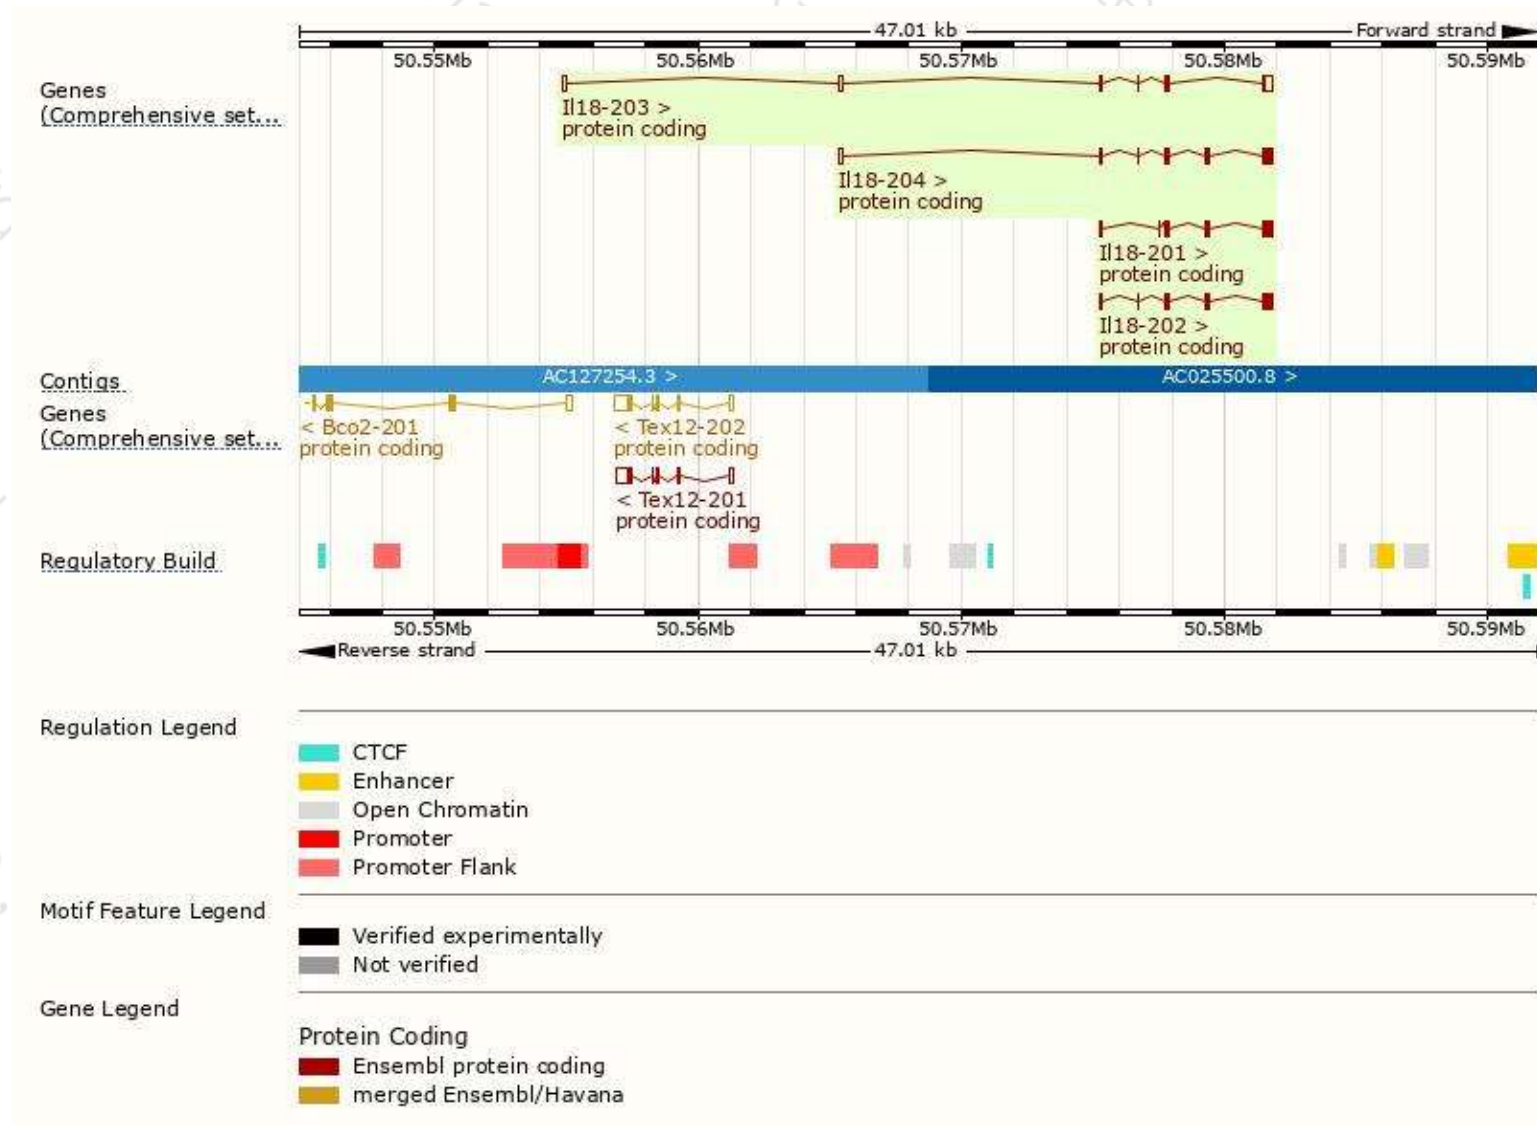 47.01 kb Forward strand
50.55Mb 50.56Mb 50.57Mb 50.58Mb 50.59Mb
Genes
(Comprehensive set...
Il18-203 >
protein coding
Il18-204 >
protein coding
Il18-201 >
protein coding
Il18-202 >
protein coding
Contigs AC127254.3 > AC025500.8 >
Genes
(Comprehensive set...
< Bco2-201 < Tex12-202
protein coding protein coding
< Tex12-201
protein coding
Regulatory Build
50.55Mb 50.56Mb 50.57Mb 50.58Mb 50.59Mb
Reverse strand 47.01 kb
Regulation Legend
CTCF
Enhancer
Open Chromatin
Promoter
Promoter Flank
Motif Feature Legend
Verified experimentally
Not verified
Gene Legend
Protein Coding
Ensembl protein coding
merged Ensembl/Havana